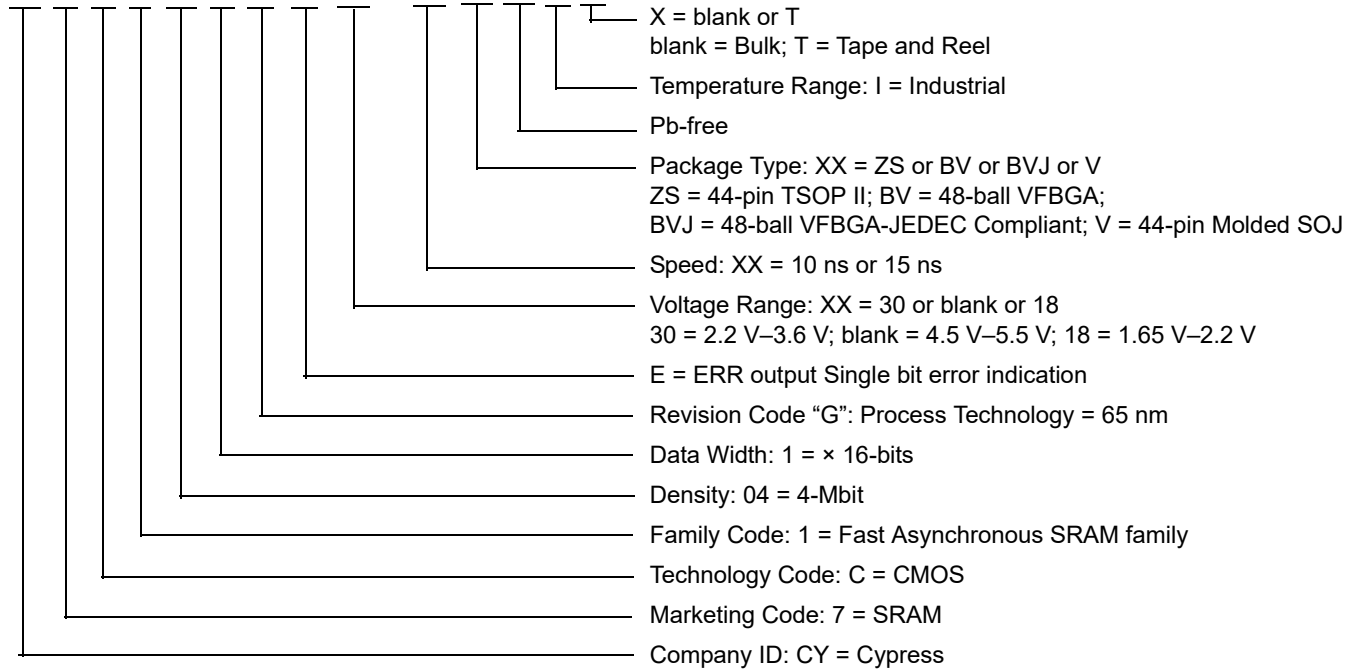 X = blank or T
blank = Bulk; T = Tape and Reel
Temperature Range: I = Industrial
Pb-free
Package Type: XX = ZS or BV or BVJ or V
ZS = 44-pin TSOP II; BV = 48-ball VFBGA;
BVJ = 48-ball VFBGA-JEDEC Compliant; V = 44-pin Molded SOJ
Speed: XX = 10 ns or 15 ns
Voltage Range: XX = 30 or blank or 18
30 = 2.2 V–3.6 V; blank = 4.5 V–5.5 V; 18 = 1.65 V–2.2 V
E = ERR output Single bit error indication
Revision Code “G”: Process Technology = 65 nm
Data Width: 1 = × 16-bits
Density: 04 = 4-Mbit
Family Code: 1 = Fast Asynchronous SRAM family
Technology Code: C = CMOS
Marketing Code: 7 = SRAM
Company ID: CY = Cypress